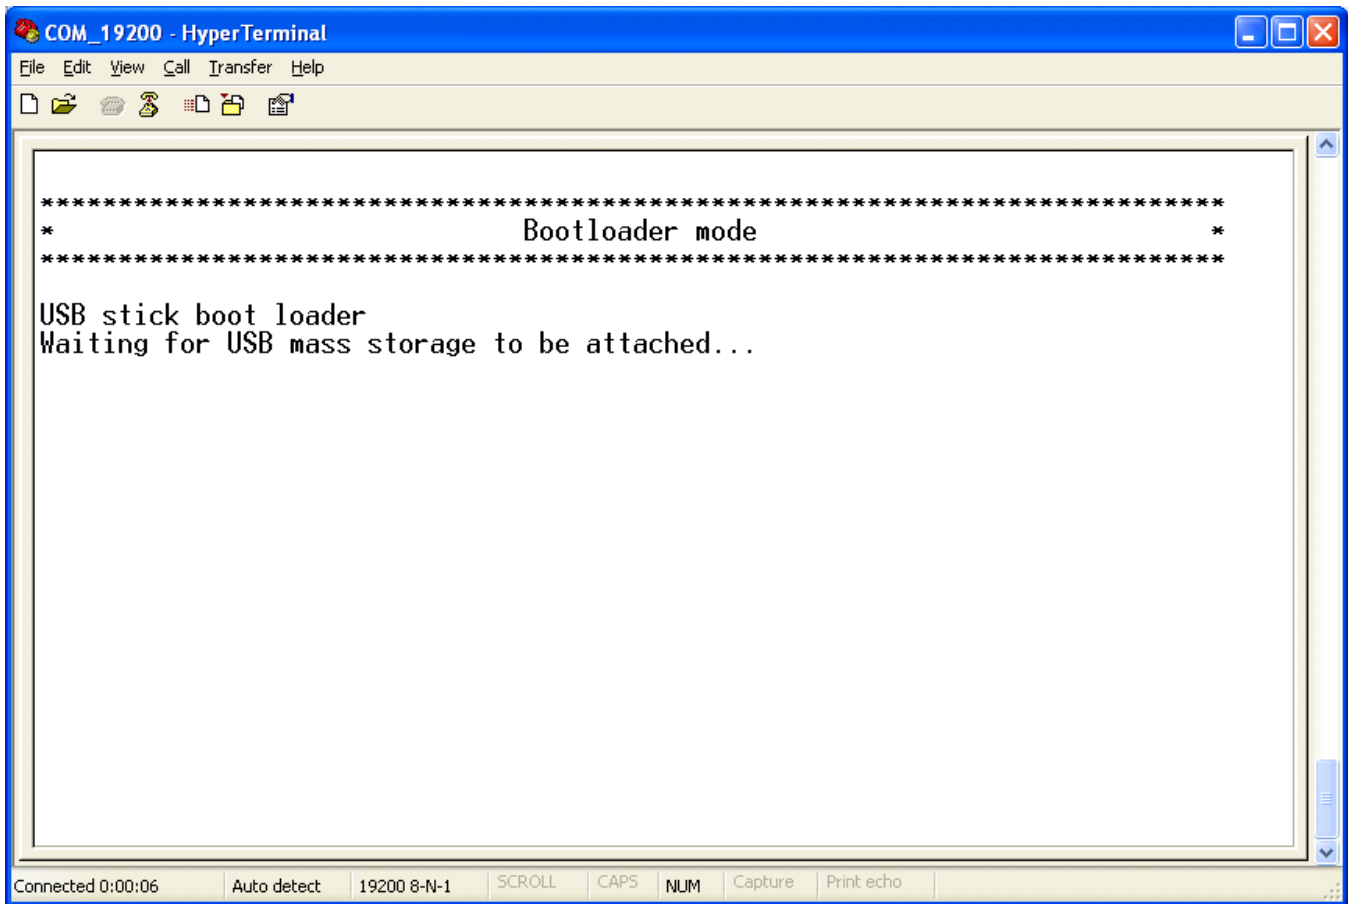 COM_19200 - HyperTerminal
File Edit View Call Transfer Help
****************************************************************************
* Bootloader mode *
****************************************************************************
USB stick boot loader
Waiting for USB mass storage to be attached...
Connected 0:00:06 Auto detect 19200 8-N-1 SCROLL CAPS NUM Capture Print echo